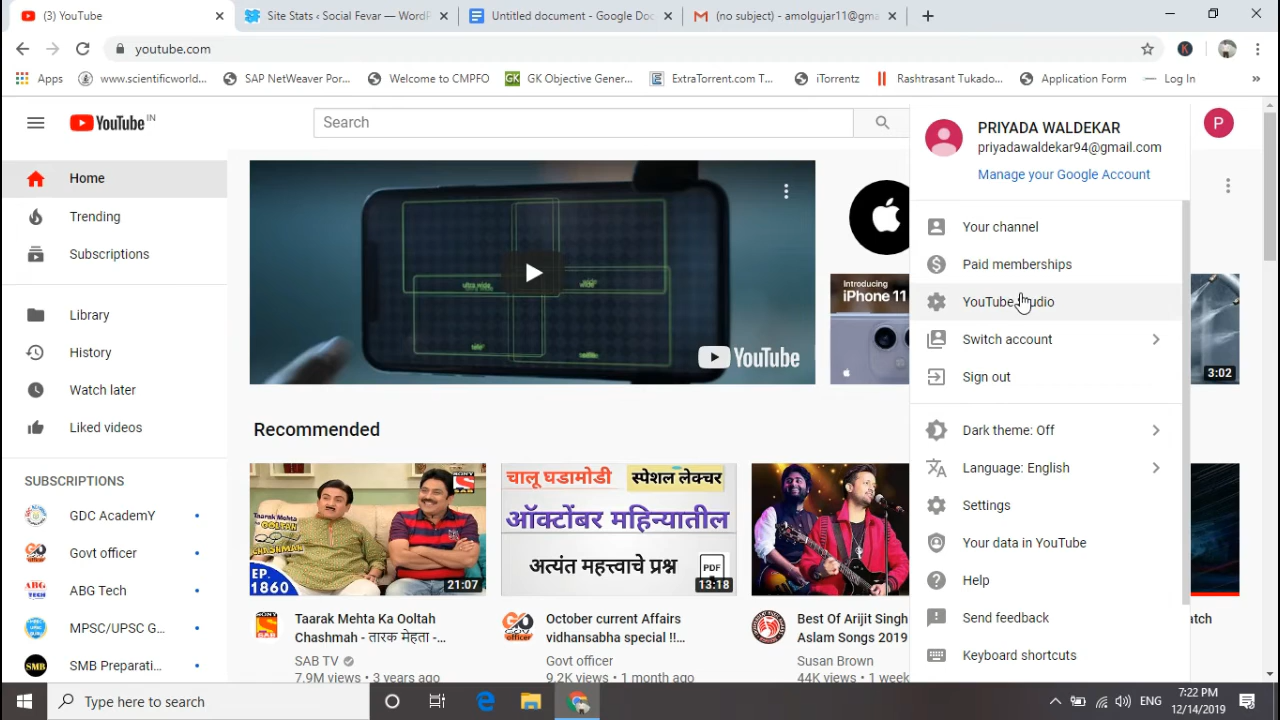 (3) YouTube
Site Stats ‹ Social Fevar — WordP
Untitled document - Google Doc
(no subject) - amolgujar11@gma
youtube.com
K
Apps
www.scientificworld...
SAP NetWeaver Por...
Welcome to CMPFO
GK
GK Objective Gener...
ExtraTorrent.com T...
iTorrentz
Rashtrasant Tukado...
Application Form
Log In
»
YouTube IN
Search
P
PRIYADA WALDEKAR
priyadawaldekar94@gmail.com
Manage your Google Account
Home
Trending
Subscriptions
Library
History
Watch later
Liked videos
SUBSCRIPTIONS
GDC AcademY
Govt officer
ABG Tech
MPSC/UPSC G...
SMB Preparati...
YouTube
Introducing
iPhone 11
3:02
Your channel
Paid memberships
YouTube Studio
Switch account
Sign out
Dark theme: Off
Language: English
Settings
Your data in YouTube
Help
Send feedback
Keyboard shortcuts
Recommended
TAARAK MEHTA
KA OOLTAH
CHASHMAH
EP.
1860
SAB
21:07
चालू घडामोडी
स्पेशल लेक्चर
ऑक्टोंबर महिन्यातील
अत्यंत महत्त्वाचे प्रश्न
PDF
13:18
Taarak Mehta Ka Ooltah
Chashmah - तारक मेहता -...
SAB TV
7.9M views • 3 years ago
October current Affairs
vidhansabha special !!...
Govt officer
9.2K views • 1 month ago
Best Of Arijit Singh
Aslam Songs 2019
Susan Brown
44K views • 1 week
atch
Type here to search
ENG
7:22 PM
12/14/2019